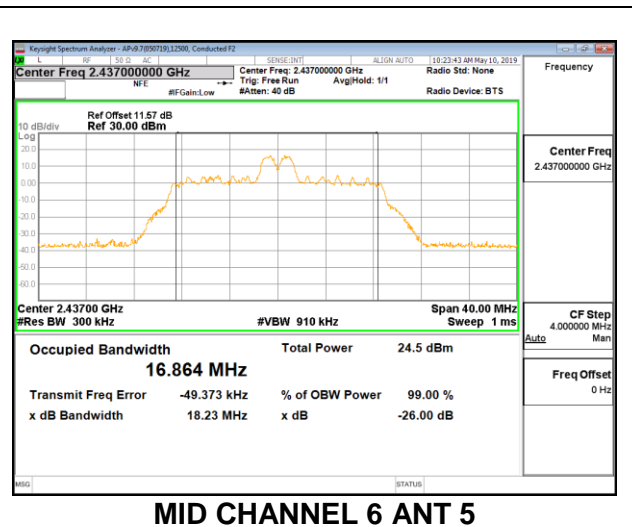 Keysight Spectrum Analyzer - APv9.7(050719),12500, Conducted F2
L RF 50 Ω AC SENSE:INT ALIGN AUTO 10:23:43 AM May 10, 2019
Center Freq 2.437000000 GHz
NFE
#IFGain:Low
Center Freq: 2.437000000 GHz
Trig: Free Run Avg|Hold: 1/1
#Atten: 40 dB
Radio Std: None
Radio Device: BTS
Ref Offset 11.57 dB
10 dB/div Ref 30.00 dBm
Log
20.0
10.0
0.00
-10.0
-20.0
-30.0
-40.0
-50.0
-60.0
Center 2.43700 GHz Span 40.00 MHz
#Res BW 300 kHz #VBW 910 kHz Sweep 1 ms
Occupied Bandwidth Total Power 24.5 dBm
16.864 MHz
Transmit Freq Error -49.373 kHz % of OBW Power 99.00 %
x dB Bandwidth 18.23 MHz x dB -26.00 dB
MSG STATUS
Frequency
Center Freq
2.437000000 GHz
CF Step
4.000000 MHz
Auto Man
Freq Offset
0 Hz
MID CHANNEL 6 ANT 5